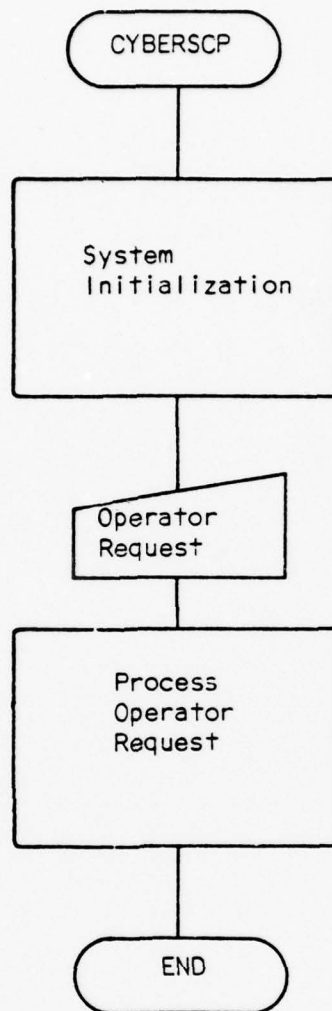 CYBERSCP
System
Initialization
Operator
Request
Process
Operator
Request
END